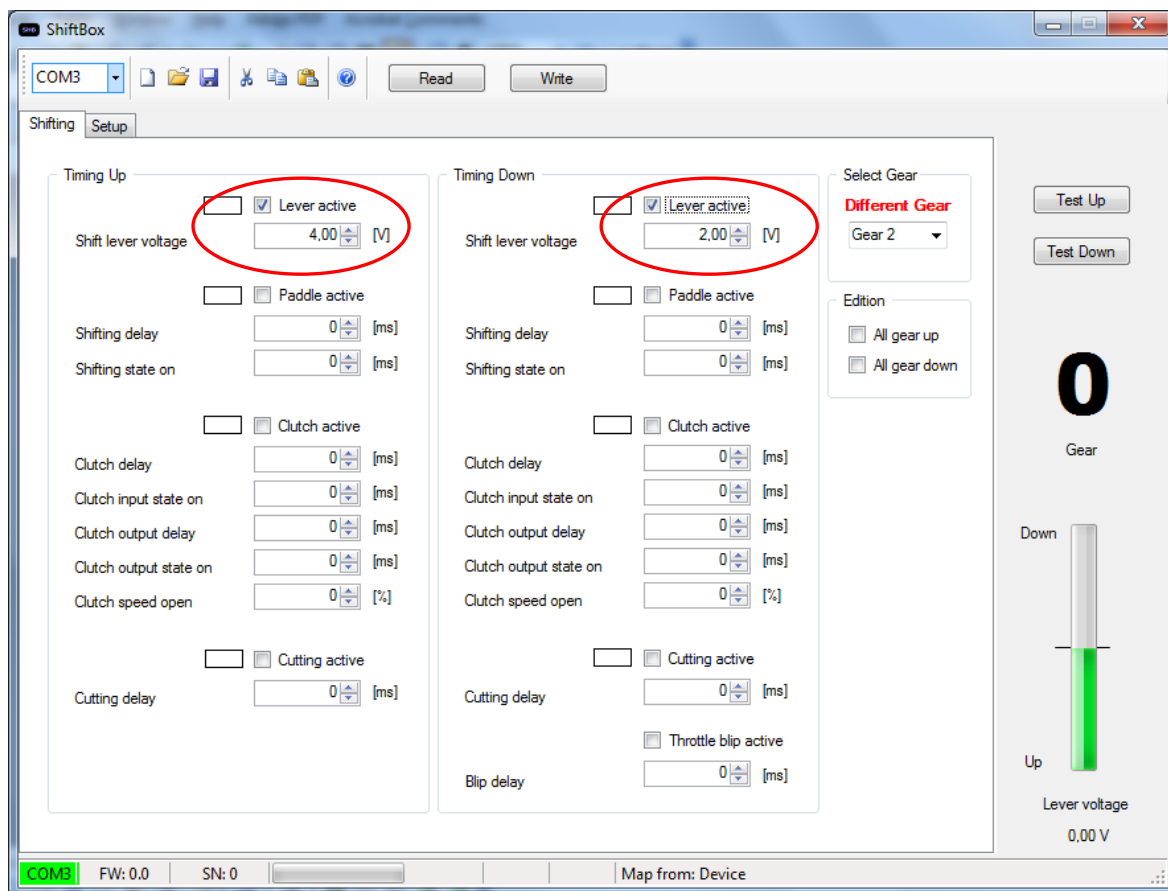 ShiftBox
COM3 Read Write
Shifting Setup
Timing Up
Lever active
Shift lever voltage 4,00 [V]
Paddle active
Shifting delay 0 [ms]
Shifting state on 0 [ms]
Clutch active
Clutch delay 0 [ms]
Clutch input state on 0 [ms]
Clutch output delay 0 [ms]
Clutch output state on 0 [ms]
Clutch speed open 0 [%]
Cutting active
Cutting delay 0 [ms]
Timing Down
Lever active
Shift lever voltage 2,00 [V]
Paddle active
Shifting delay 0 [ms]
Shifting state on 0 [ms]
Clutch active
Clutch delay 0 [ms]
Clutch input state on 0 [ms]
Clutch output delay 0 [ms]
Clutch output state on 0 [ms]
Clutch speed open 0 [%]
Cutting active
Cutting delay 0 [ms]
Throttle blip active
Blip delay 0 [ms]
Select Gear
Different Gear
Gear 2
Edition
All gear up
All gear down
Test Up
Test Down
0
Gear
Down
Up
Lever voltage
0,00 V
COM3 FW: 0.0 SN: 0 Map from: Device